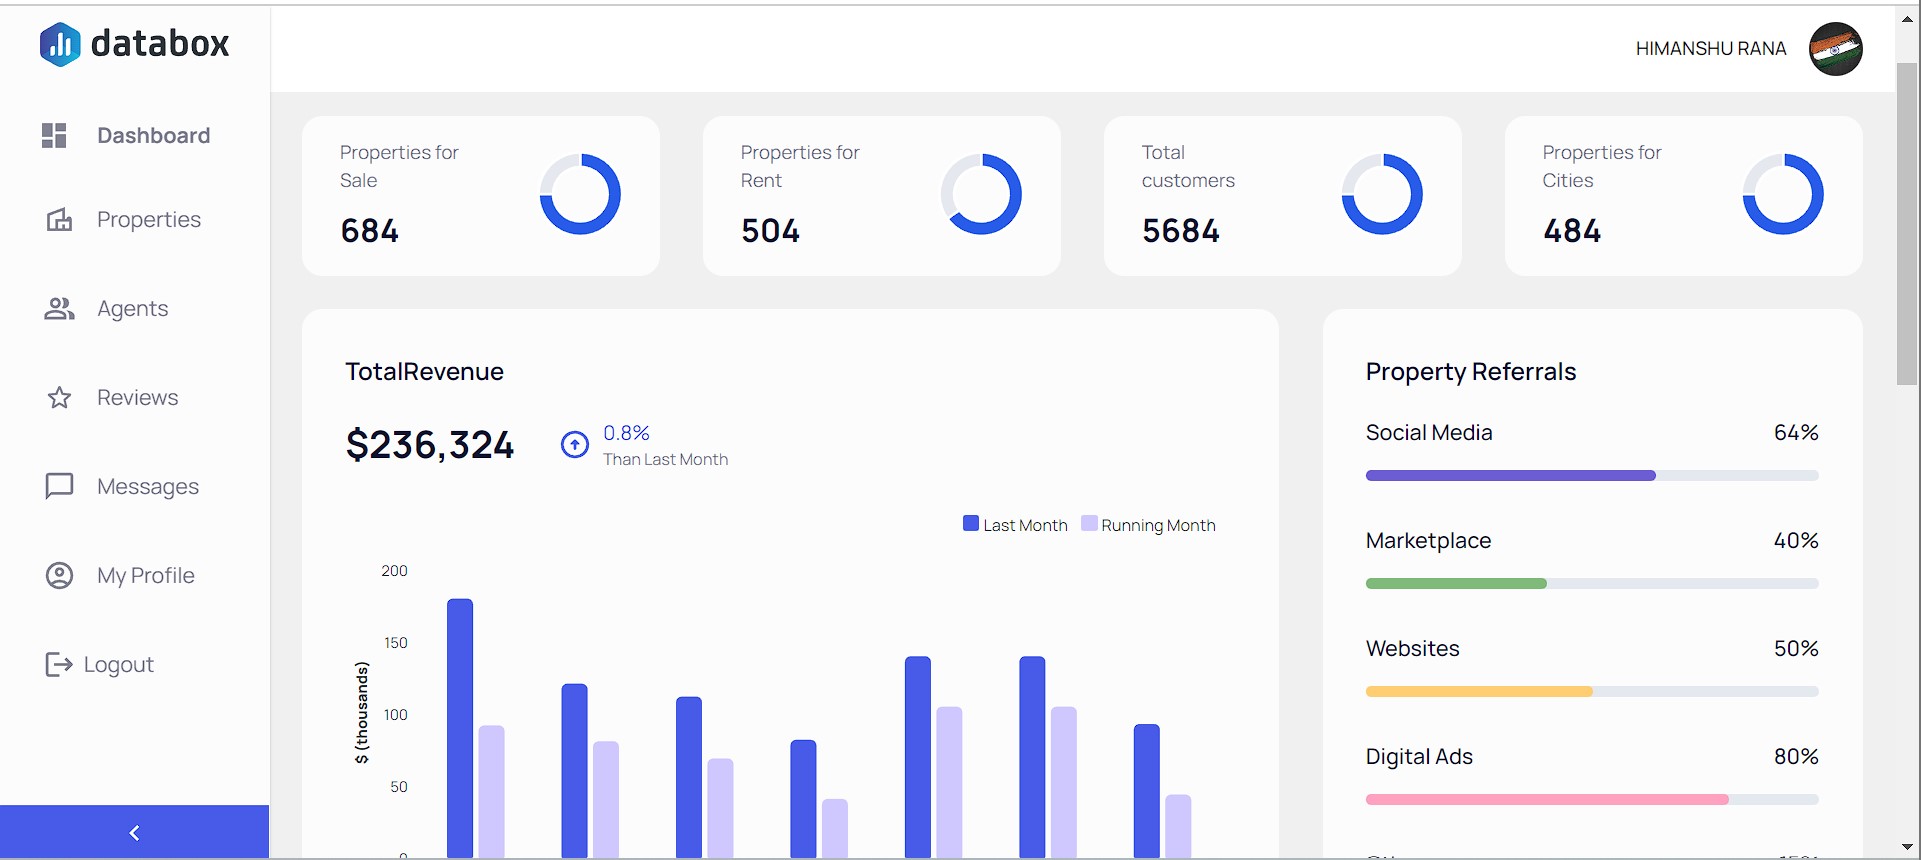 databox
HIMANSHU RANA
Dashboard
Properties
Agents
Reviews
Messages
My Profile
Logout
Properties for
Sale
684
Properties for
Rent
504
Total
customers
5684
Properties for
Cities
484
TotalRevenue
$236,324
0.8%
Than Last Month
Last Month
Running Month
200
150
100
50
$ (thousands)
Property Referrals
Social Media
64%
Marketplace
40%
Websites
50%
Digital Ads
80%